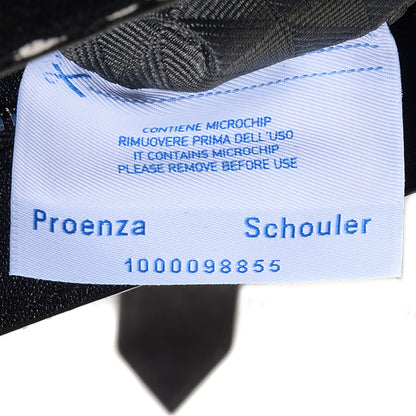 CONTIENE MICROCHIP
RIMUOVERE PRIMA DELL'USO
IT CONTAINS MICROCHIP
PLEASE REMOVE BEFORE USE
Proenza Schouler
1000098855